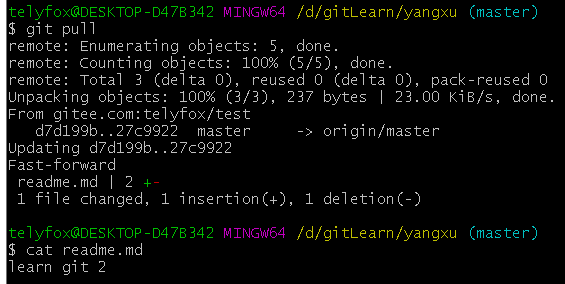 telyfox@DESKTOP-D47B342 MINGW64 /d/gitLearn/yangxu (master)
$ git pull
remote: Enumerating objects: 5, done.
remote: Counting objects: 100% (5/5), done.
remote: Total 3 (delta 0), reused 0 (delta 0), pack-reused 0
Unpacking objects: 100% (3/3), 237 bytes | 23.00 KiB/s, done.
From gitee.com:telyfox/test
   d7d199b..27c9922  master     -> origin/master
Updating d7d199b..27c9922
Fast-forward
 readme.md | 2 +-
 1 file changed, 1 insertion(+), 1 deletion(-)
telyfox@DESKTOP-D47B342 MINGW64 /d/gitLearn/yangxu (master)
$ cat readme.md
learn git 2